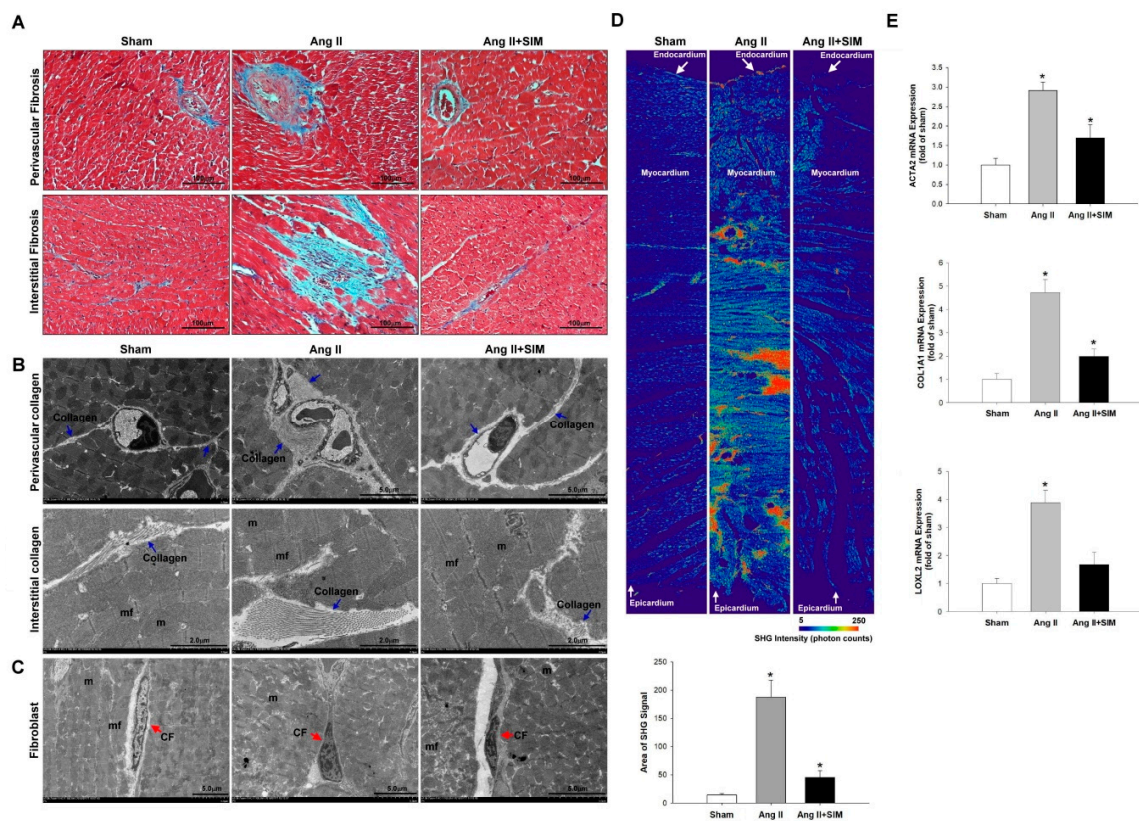 A
Sham
Ang II
Ang II+SIM
Perivascular Fibrosis
100μm
100μm
100μm
Interstitial Fibrosis
100μm
100μm
100μm
B
Sham
Ang II
Ang II+SIM
Perivascular collagen
Collagen
Collagen
5.0μm
Collagen
5.0μm
Interstitial collagen
m
Collagen
mf
m
m
mf
Collagen
2.0μm
m
m
mf
Collagen
2.0μm
C
Fibroblast
m
mf
CF
5.0μm
m
CF
5.0μm
m
mf
CF
5.0μm
D
Sham
Ang II
Ang II+SIM
Endocardium
Endocardium
Endocardium
Myocardium
Myocardium
Myocardium
Epicardium
Epicardium
Epicardium
5
250
SHG Intensity (photon counts)
Area of SHG Signal
250
200
150
100
50
0
*
*
Sham
Ang II
Ang II+SIM
E
ACTA2 mRNA Expression
(fold of sham)
3.5
3.0
2.5
2.0
1.5
1.0
0.5
0.0
*
*
Sham
Ang II
Ang II+SIM
COL1A1 mRNA Expression
(fold of sham)
6
5
4
3
2
1
0
*
*
Sham
Ang II
Ang II+SIM
LOXL2 mRNA Expression
(fold of sham)
5
4
3
2
1
0
*
Sham
Ang II
Ang II+SIM